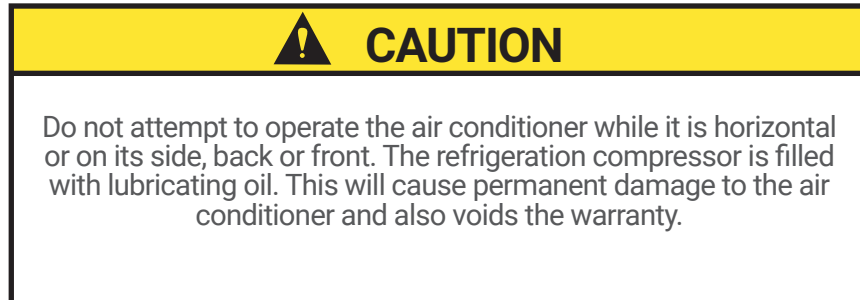 CAUTION
Do not attempt to operate the air conditioner while it is horizontal
or on its side, back or front. The refrigeration compressor is filled
with lubricating oil. This will cause permanent damage to the air
conditioner and also voids the warranty.